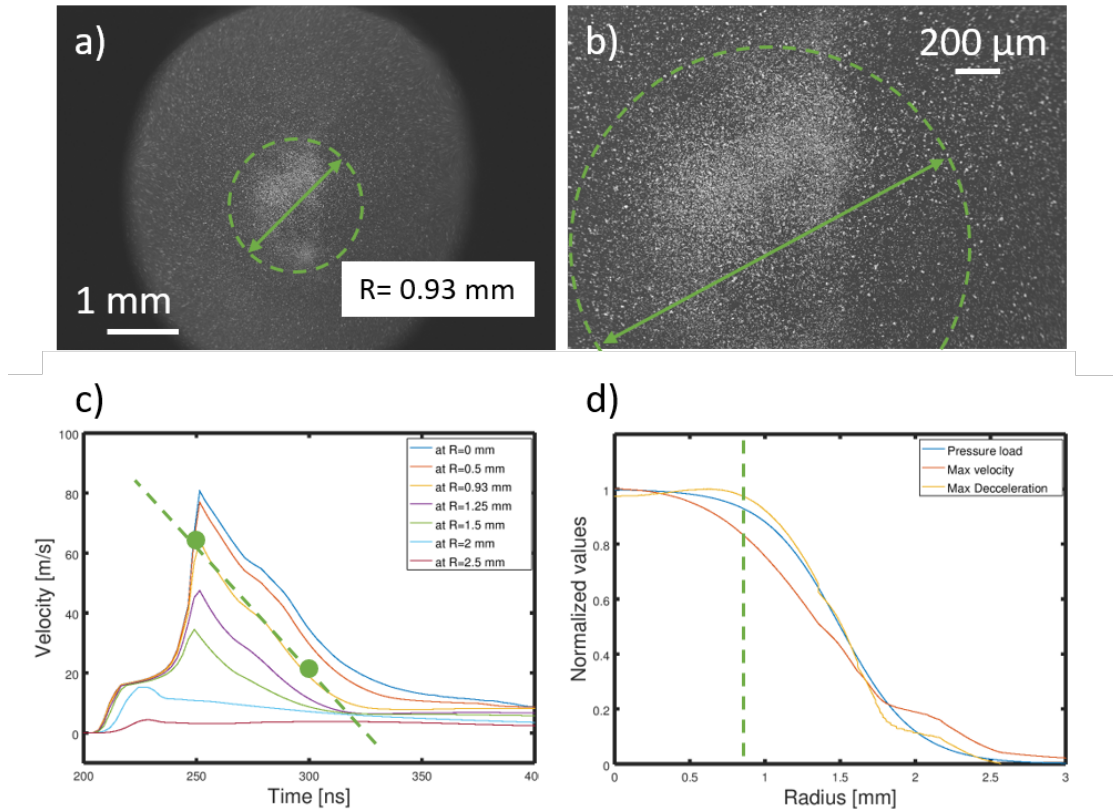 a)
R= 0.93 mm
1 mm
b)
200 µm
c)
100
80
60
40
20
0
200
250
300
350
40
Velocity [m/s]
Time [ns]
at R=0 mm
at R=0.5 mm
at R=0.93 mm
at R=1.25 mm
at R=1.5 mm
at R=2 mm
at R=2.5 mm
d)
1
0.8
0.6
0.4
0.2
0
0
0.5
1
1.5
2
2.5
3
Normalized values
Radius [mm]
Pressure load
Max velocity
Max Decceleration